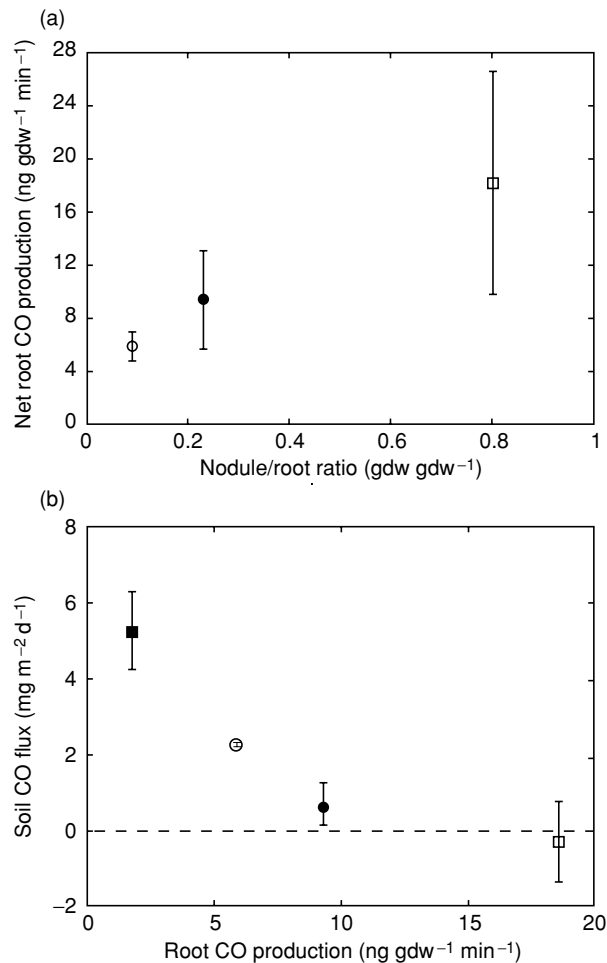 (a)
Net root CO production (ng gdw⁻¹ min⁻¹)
28
24
20
16
12
8
4
0
0 0.2 0.4 0.6 0.8 1
Nodule/root ratio (gdw gdw⁻¹)
(b)
Soil CO flux (mg m⁻² d⁻¹)
8
6
4
2
0
−2
0 5 10 15 20
Root CO production (ng gdw⁻¹ min⁻¹)